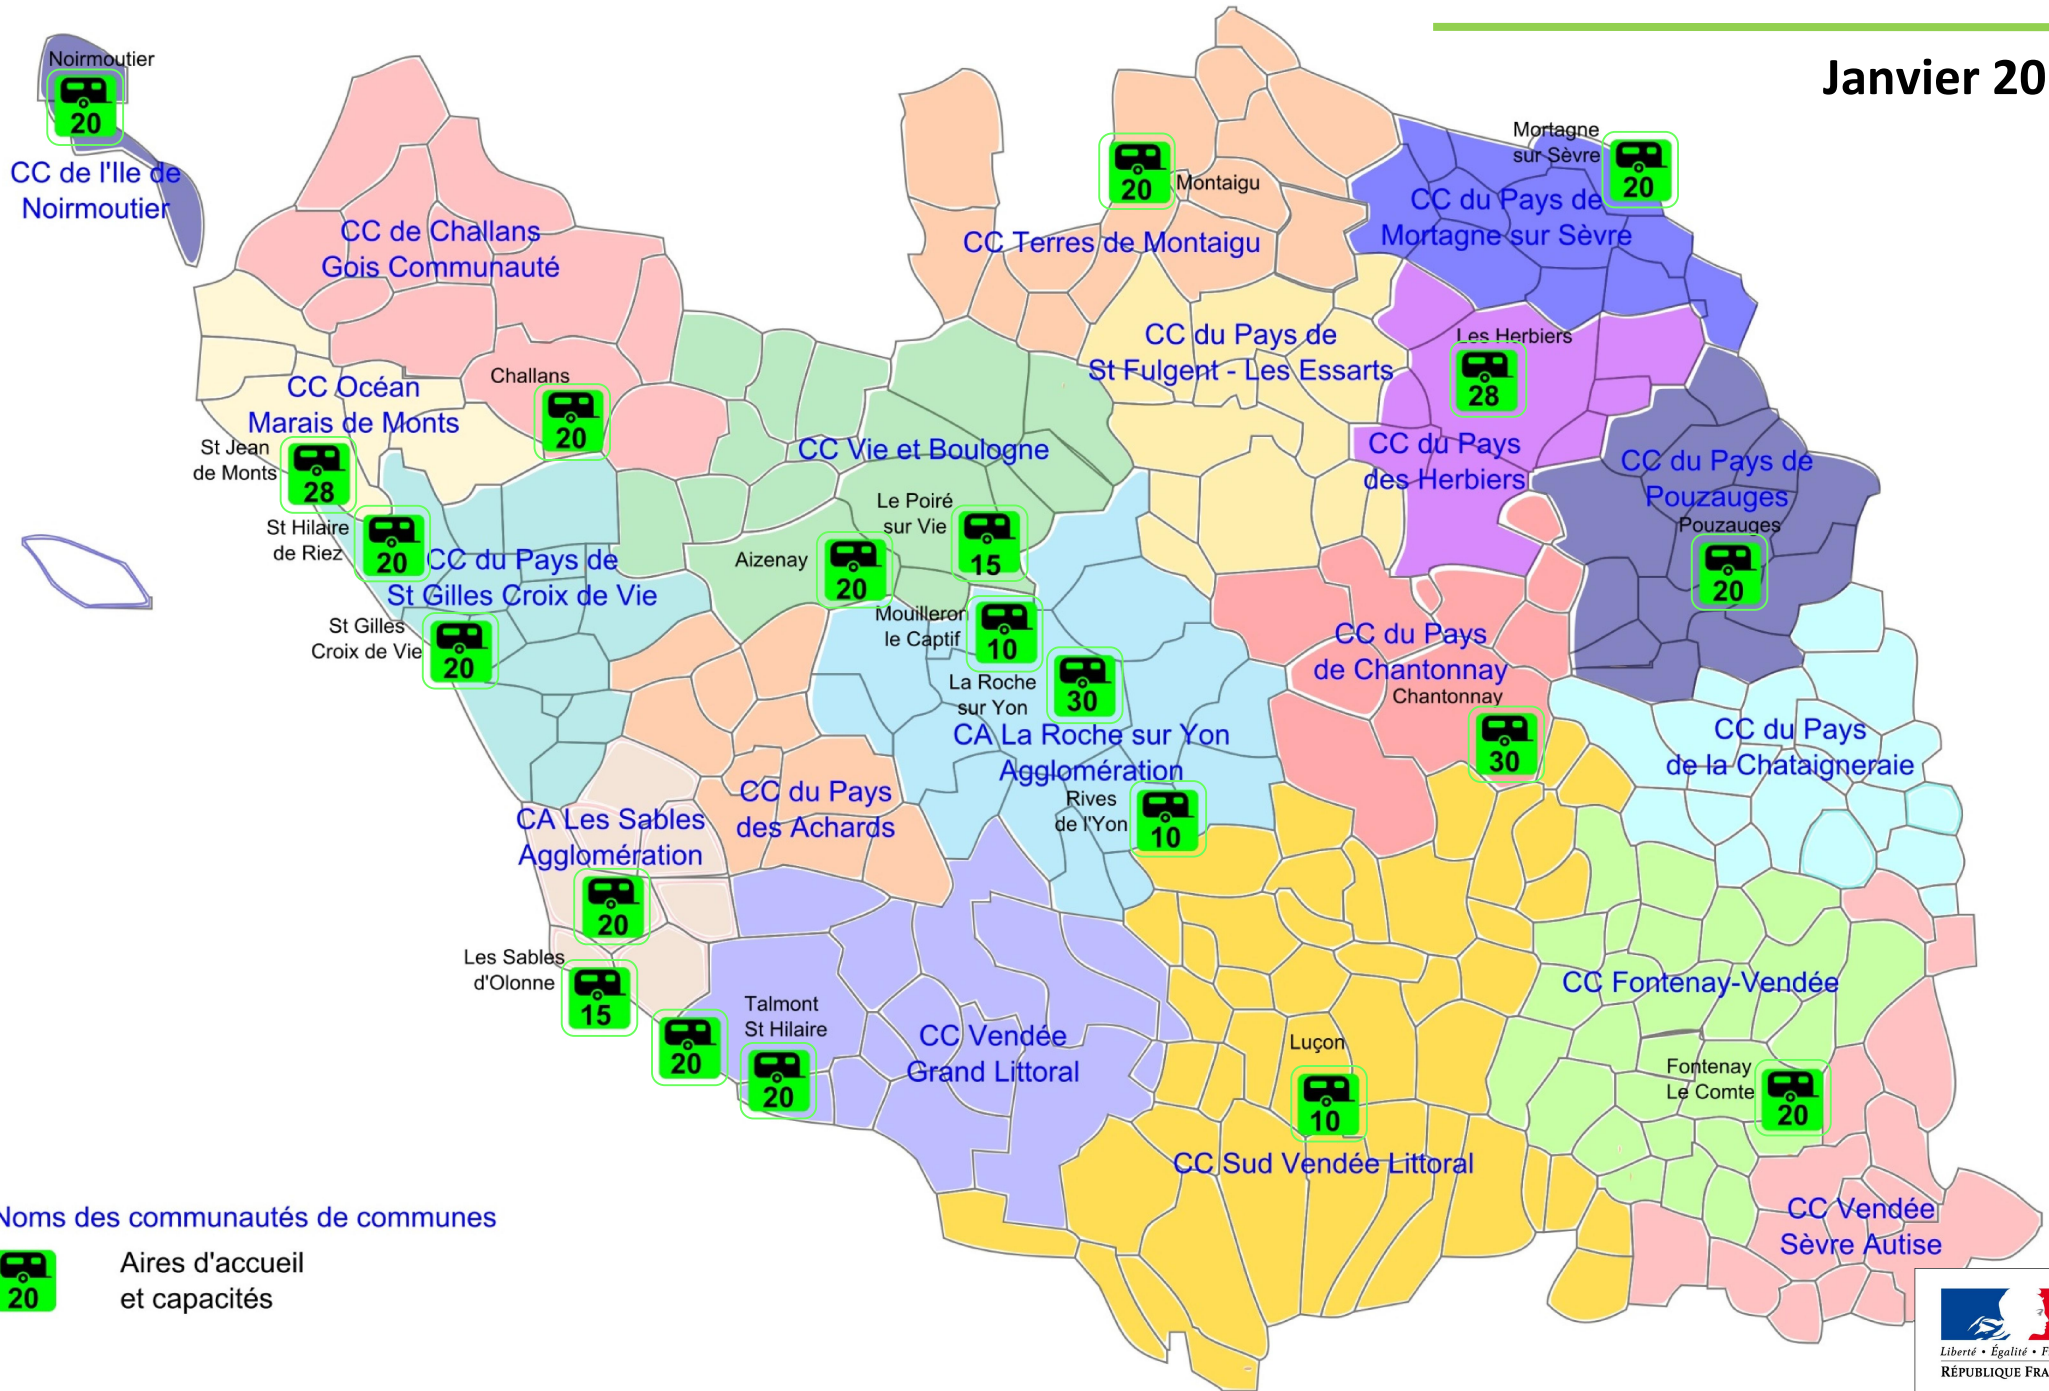 Janvier 20
Noirmoutier
20
CC de l'Ile de
Noirmoutier
CC de Challans
Gois Communauté
20
Montaigu
CC Terres de Montaigu
Mortagne
sur Sèvre
20
CC du Pays de
Mortagne sur Sèvre
CC du Pays de
St Fulgent - Les Essarts
Les Herbiers
28
CC du Pays
des Herbiers
CC Océan
Marais de Monts
Challans
20
St Jean
de Monts
28
CC Vie et Boulogne
Le Poiré
sur Vie
15
Aizenay
20
CC du Pays de
Pouzauges
Pouzauges
20
St Hilaire
de Riez
20
CC du Pays de
St Gilles Croix de Vie
St Gilles
Croix de Vie
20
Mouilleron
le Captif
10
La Roche
sur Yon
30
CA La Roche sur Yon
Agglomération
Rives
de l'Yon
10
CC du Pays
de Chantonnay
Chantonnay
30
CC du Pays
de la Chataigneraie
CC du Pays
des Achards
CA Les Sables
Agglomération
20
Les Sables
d'Olonne
15
20
Talmont
St Hilaire
20
CC Vendée
Grand Littoral
Luçon
10
CC Sud Vendée Littoral
CC Fontenay-Vendée
Fontenay
Le Comte
20
CC Vendée
Sèvre Autise
Noms des communautés de communes
20
Aires d'accueil
et capacités
Liberté • Égalité • F
RÉPUBLIQUE FRA